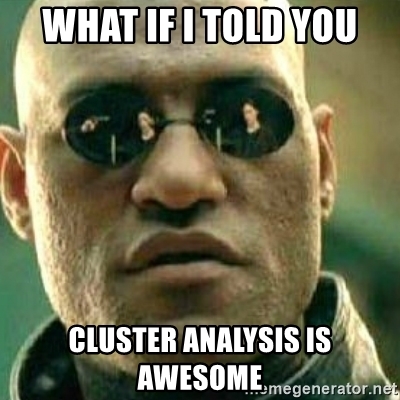 WHAT IF I TOLD YOU
CLUSTER ANALYSIS IS
AWESOME
memegenerator.net